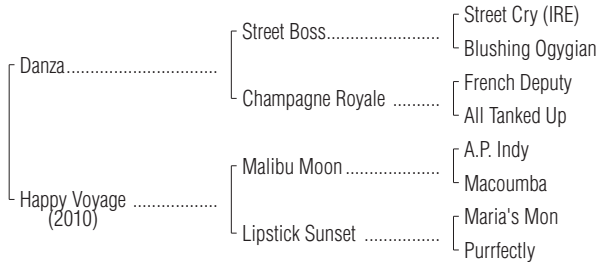 Street Cry (IRE)
Street Boss..........................
Blushing Ogygian
Danza................................
French Deputy
Champagne Royale ..........
All Tanked Up
A.P. Indy
Malibu Moon ....................
Macoumba
Happy Voyage ..................
(2010)
Maria's Mon
Lipstick Sunset ................
Purrfectly